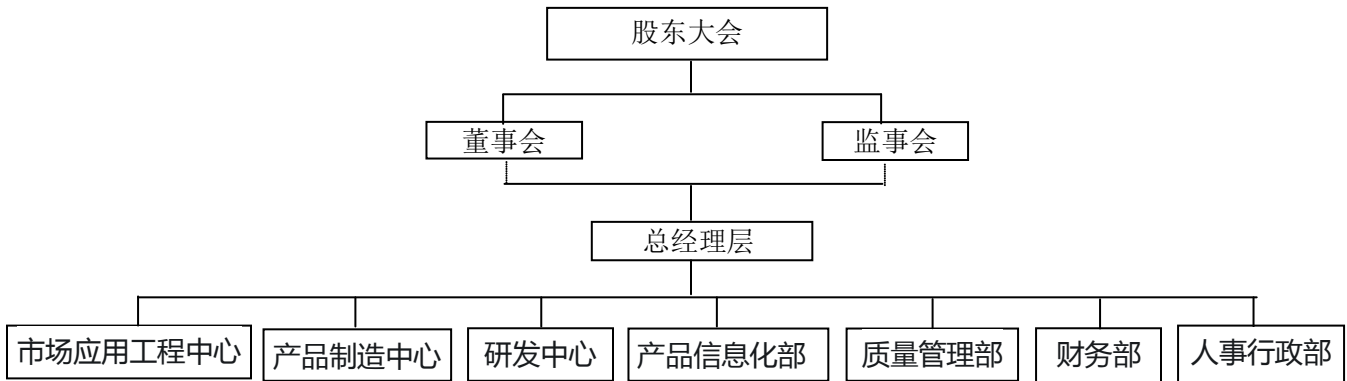 股东大会
董事会
监事会
总经理层
市场应用工程中心
产品制造中心
研发中心
产品信息化部
质量管理部
财务部
人事行政部